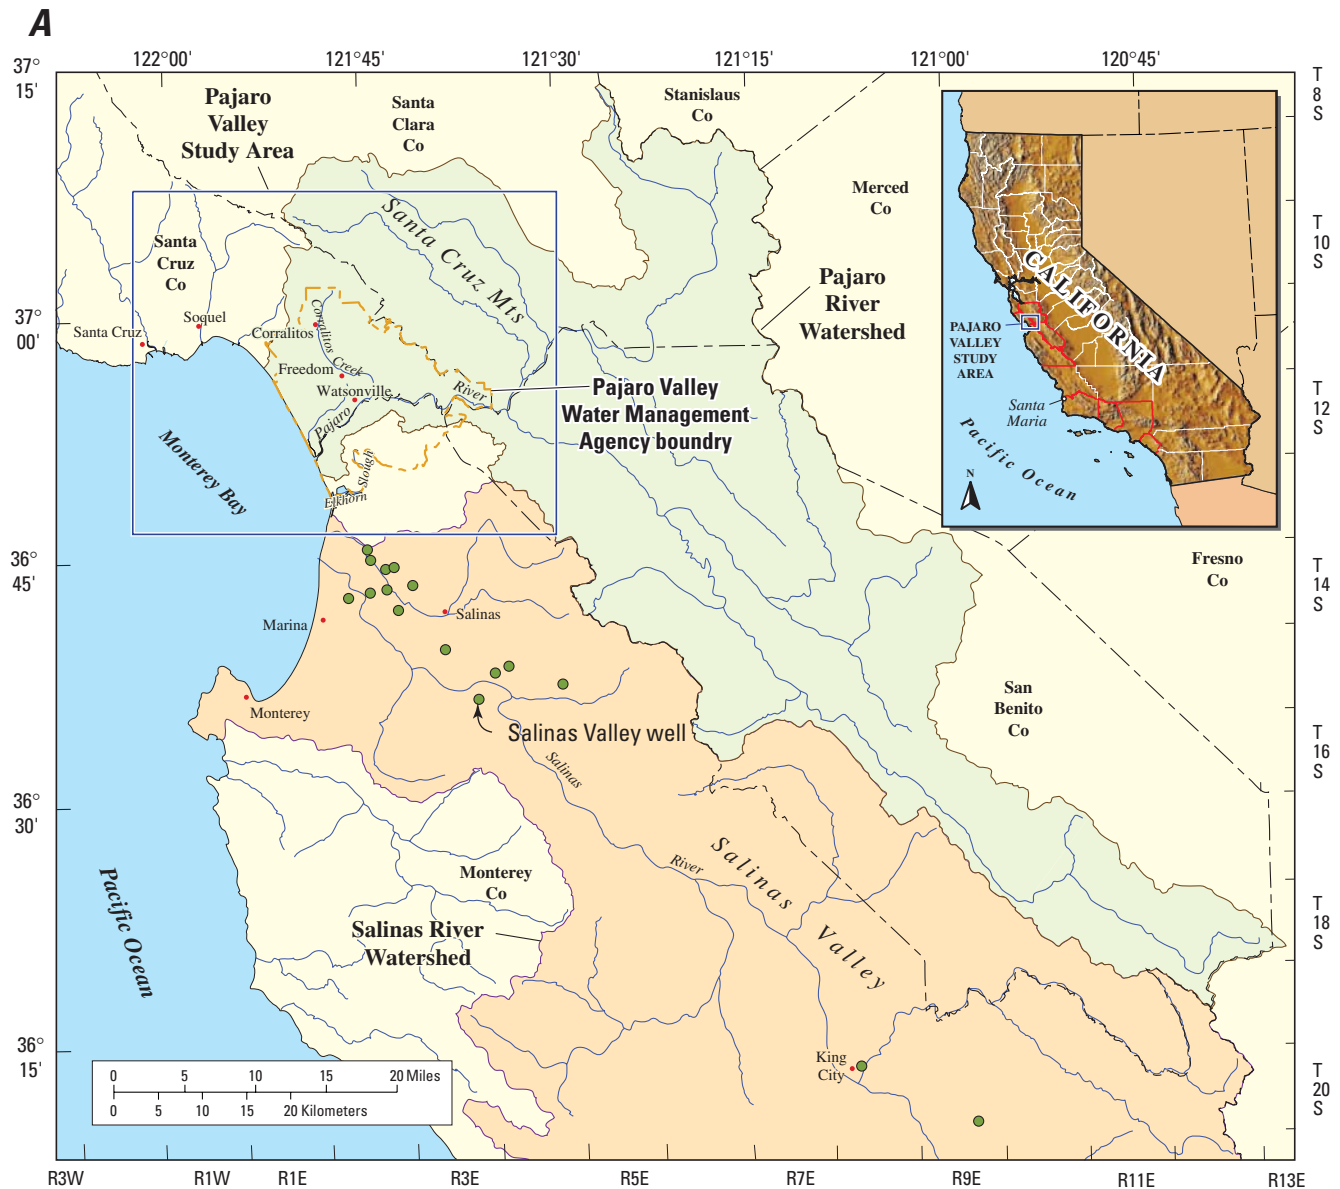 A
122°00'
121°45'
121°30'
121°15'
121°00'
120°45'
37°
15'
37°
00'
36°
45'
36°
30'
36°
15'
T
8
S
T
10
S
T
12
S
T
14
S
T
16
S
T
18
S
T
20
S
Pajaro
Valley
Study Area
Santa
Clara
Co
Stanislaus
Co
Merced
Co
Santa
Cruz
Co
Santa Cruz Mts
Pajaro
River
Watershed
Soquel
Santa Cruz
Corralitos
Corralitos
Creek
Freedom
Watsonville
River
Pajaro
Pajaro Valley
Water Management
Agency boundry
Slough
Elkhorn
Monterey Bay
CALIFORNIA
PAJARO
VALLEY
STUDY
AREA
Santa
Maria
Pacific Ocean
N
Fresno
Co
Salinas
Marina
Monterey
Salinas Valley well
San
Benito
Co
Salinas
River
Salinas
Valley
Monterey
Co
Salinas River
Watershed
Pacific Ocean
King
City
0 5 10 15 20 Miles
0 5 10 15 20 Kilometers
R3W
R1W
R1E
R3E
R5E
R7E
R9E
R11E
R13E